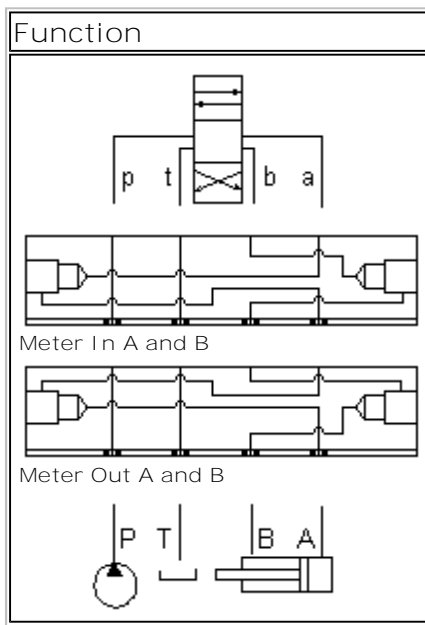 Function
p t b a
Meter In A and B
Meter Out A and B
P T B A